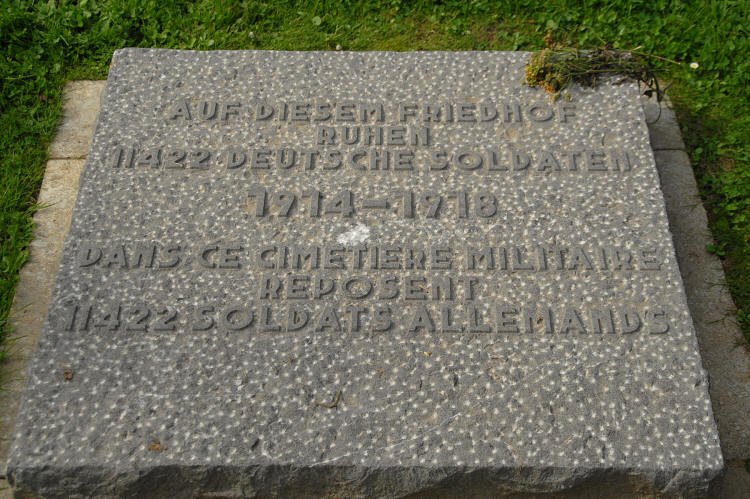 AUF DIESEM FRIEDHOF
RUHEN
11422 DEUTSCHE SOLDATEN
1914-1918
DANS CE CIMETIERE MILITAIRE
REPOSENT
11422 SOLDATS ALLEMANDS